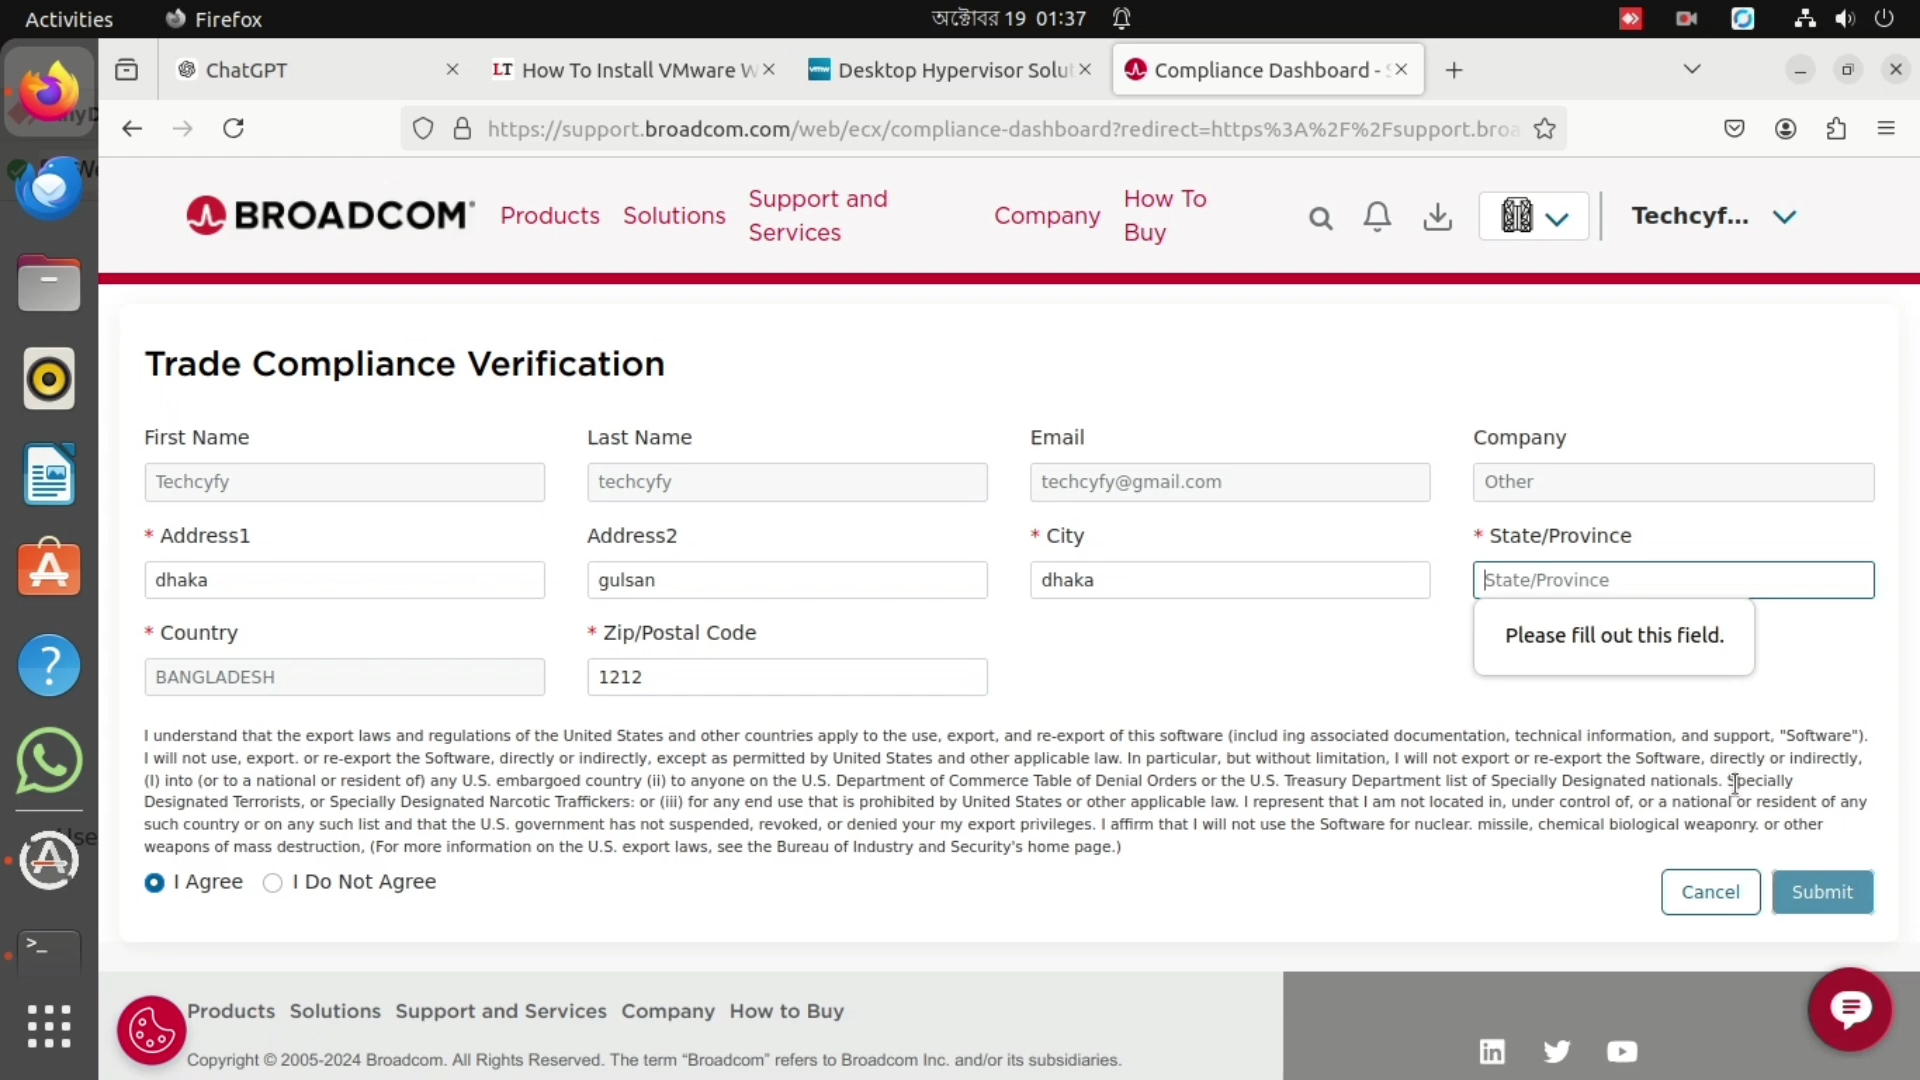 Activities
Firefox
অক্টোবর 19 01:37
ChatGPT
LT How To Install VMware W
vmw Desktop Hypervisor Solut
Compliance Dashboard - S
https://support.broadcom.com/web/ecx/compliance-dashboard?redirect=https%3A%2F%2Fsupport.broa
BROADCOM
Products
Solutions
Support and Services
Company
How To Buy
Techcyf...
Trade Compliance Verification
First Name
Last Name
Email
Company
Techcyfy
techcyfy
techcyfy@gmail.com
Other
* Address1
Address2
* City
* State/Province
dhaka
gulsan
dhaka
State/Province
Please fill out this field.
* Country
* Zip/Postal Code
BANGLADESH
1212
I understand that the export laws and regulations of the United States and other countries apply to the use, export, and re-export of this software (includ ing associated documentation, technical information, and support, "Software").
I will not use, export. or re-export the Software, directly or indirectly, except as permitted by United States and other applicable law. In particular, but without limitation, I will not export or re-export the Software, directly or indirectly,
(I) into (or to a national or resident of) any U.S. embargoed country (ii) to anyone on the U.S. Department of Commerce Table of Denial Orders or the U.S. Treasury Department list of Specially Designated nationals. Specially
Designated Terrorists, or Specially Designated Narcotic Traffickers: or (iii) for any end use that is prohibited by United States or other applicable law. I represent that I am not located in, under control of, or a national or resident of any
such country or on any such list and that the U.S. government has not suspended, revoked, or denied your my export privileges. I affirm that I will not use the Software for nuclear. missile, chemical biological weaponry. or other
weapons of mass destruction, (For more information on the U.S. export laws, see the Bureau of Industry and Security's home page.)
I Agree
I Do Not Agree
Cancel
Submit
Products
Solutions
Support and Services
Company
How to Buy
Copyright © 2005-2024 Broadcom. All Rights Reserved. The term “Broadcom” refers to Broadcom Inc. and/or its subsidiaries.